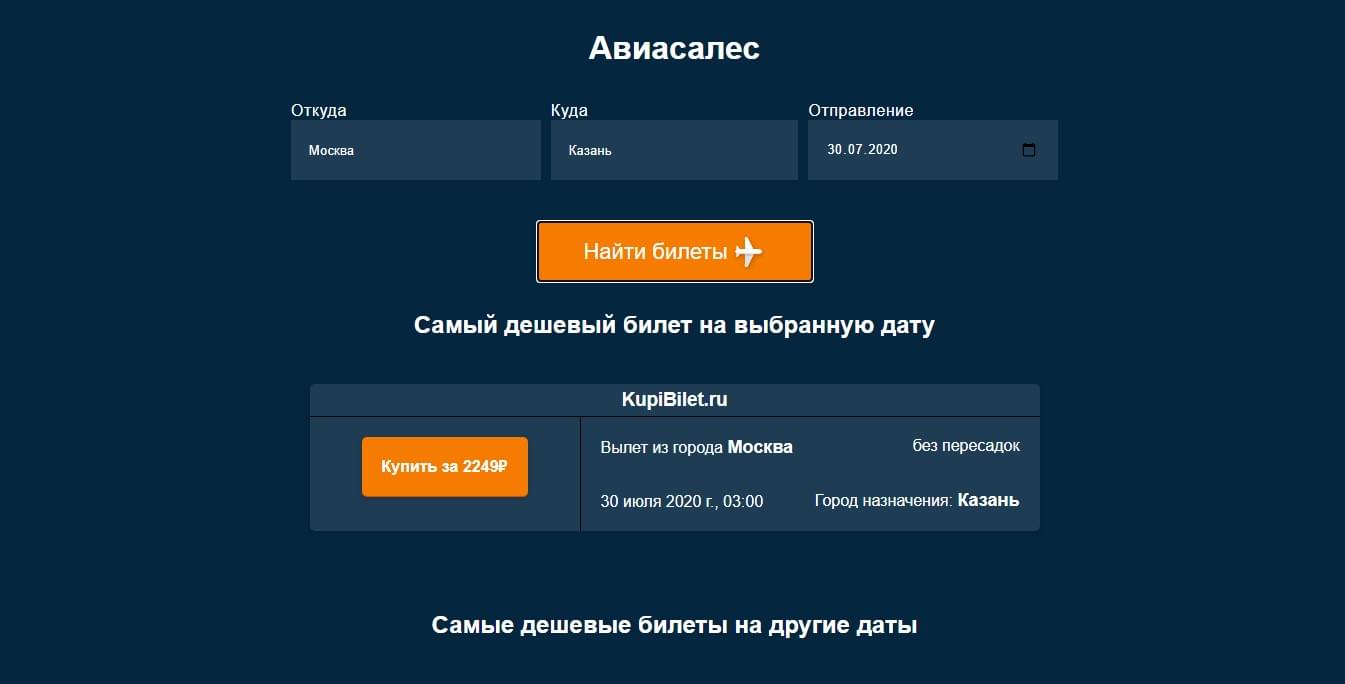 Авиасалес
Откуда Куда Отправление
Москва Казань 30.07.2020
Найти билеты
Самый дешевый билет на выбранную дату
KupiBilet.ru
Купить за 2249₽
Вылет из города Москва без пересадок
30 июля 2020 г., 03:00 Город назначения: Казань
Самые дешевые билеты на другие даты